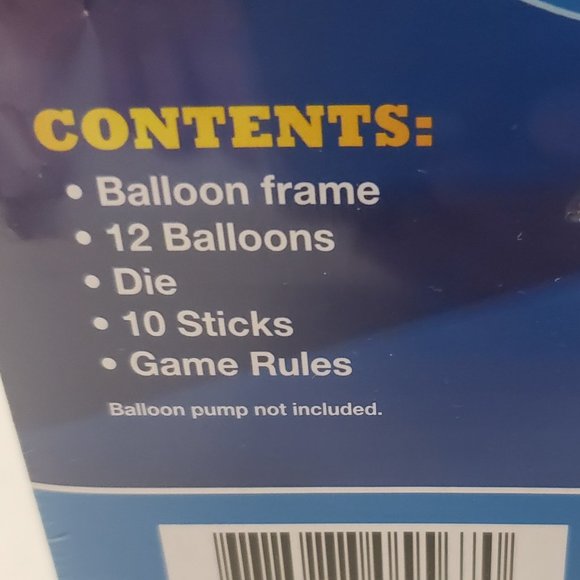 CONTENTS:
• Balloon frame
• 12 Balloons
• Die
• 10 Sticks
• Game Rules
Balloon pump not included.